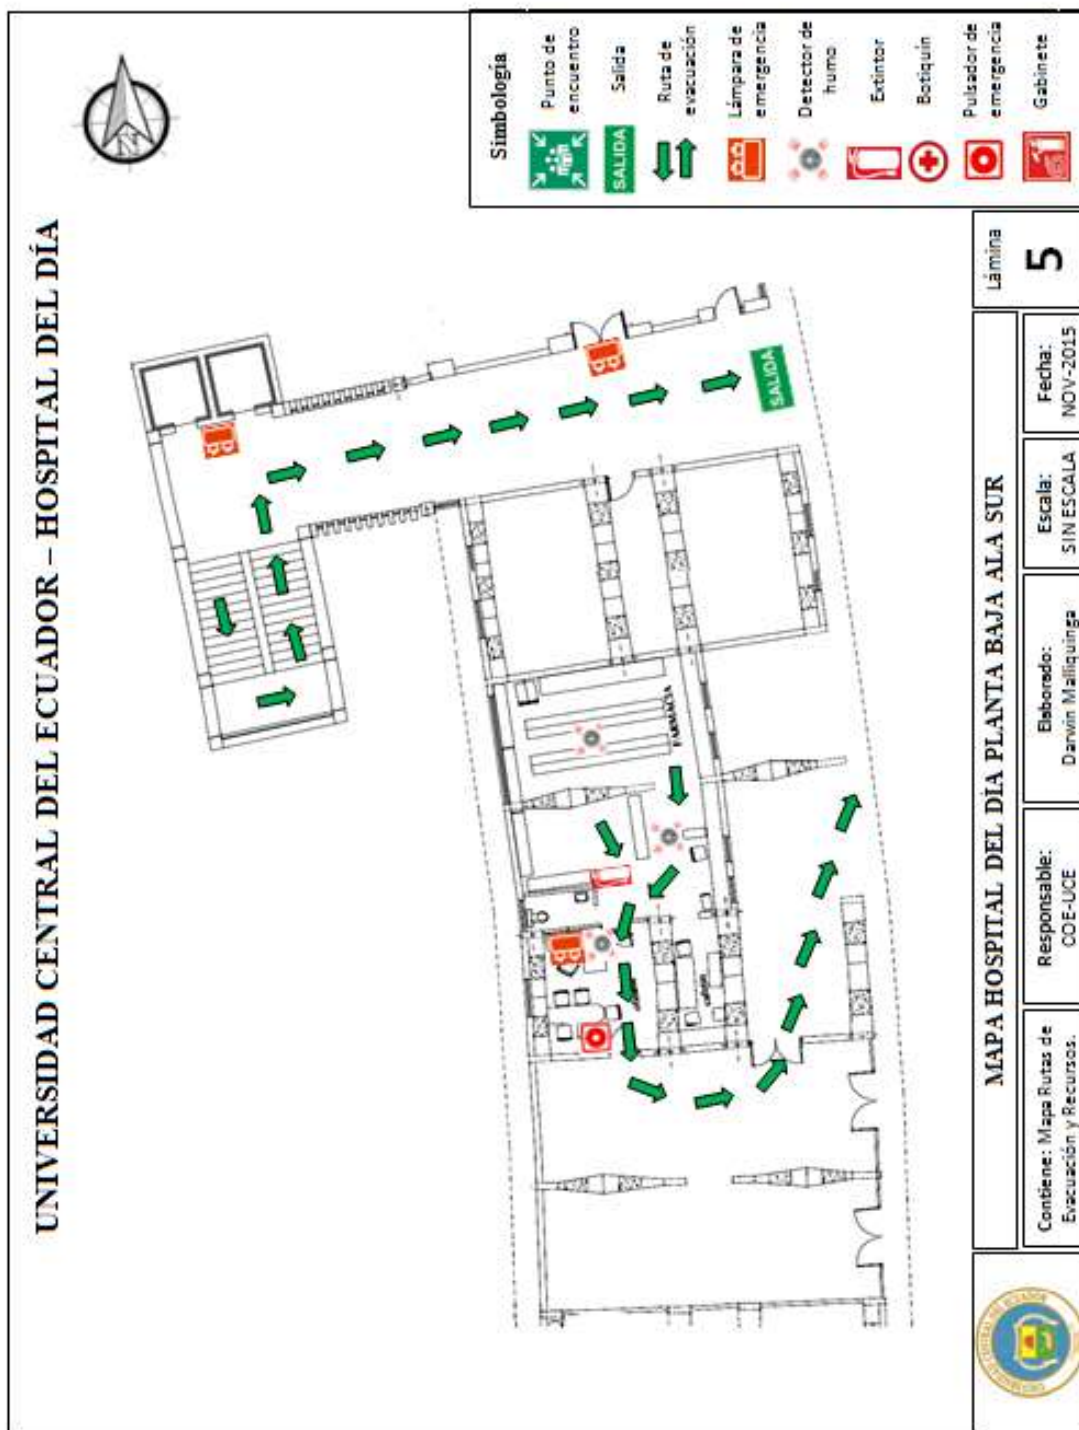 UNIVERSIDAD CENTRAL DEL ECUADOR – HOSPITAL DEL DÍA
N
Simbología
Punto de
encuentro
SALIDA
Salida
Ruta de
evacuación
Lámpara de
emergencia
Detector de
humo
Extintor
Botiquín
Pulsador de
emergencia
Gabinete
SALIDA
FARMACIA
MAPA HOSPITAL DEL DÍA PLANTA BAJA ALA SUR
Lámina
5
Contiene: Mapa Rutas de
Evacuación y Recursos.
Responsable:
COE-UCE
Elaborado:
Darwin Malliquinga
Escala:
SIN ESCALA
Fecha:
NOV-2015